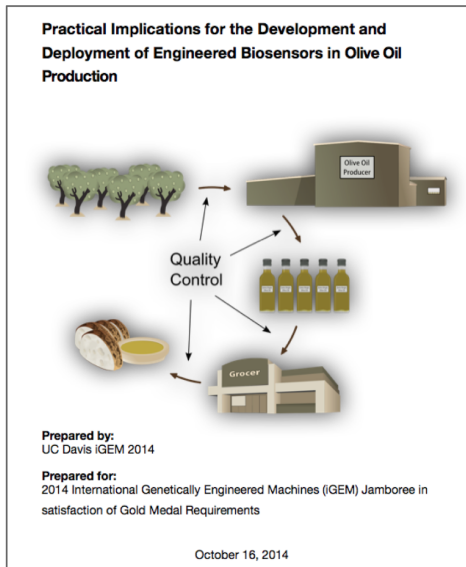 Practical Implications for the Development and
Deployment of Engineered Biosensors in Olive Oil
Production
Olive Oil
Producer
Quality
Control
Grocer
Prepared by:
UC Davis iGEM 2014
Prepared for:
2014 International Genetically Engineered Machines (iGEM) Jamboree in
satisfaction of Gold Medal Requirements
October 16, 2014